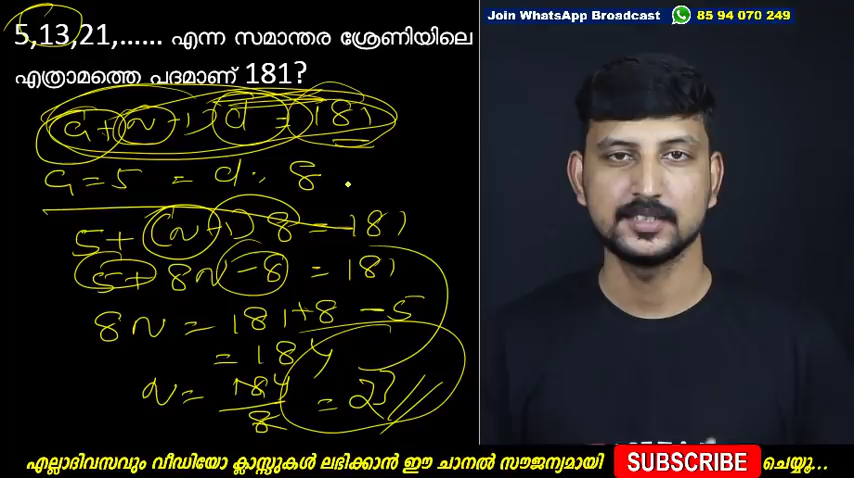 Join WhatsApp Broadcast 85 94 070 249
5,13,21,...... എന്ന സമാന്തര ശ്രേണിയിലെ
എത്രാമത്തെ പദമാണ് 181?
a+(n-1)d = 181
a = 5 = d = 8
5+(n-1)8 = 181
5+8n-8 = 181
8n = 181+8-5
= 184
n = 184/8 = 23//
എല്ലാദിവസവും വീഡിയോ ക്ലാസ്സുകൾ ലഭിക്കാൻ ഈ ചാനൽ സൗജന്യമായി SUBSCRIBE ചെയ്യൂ...